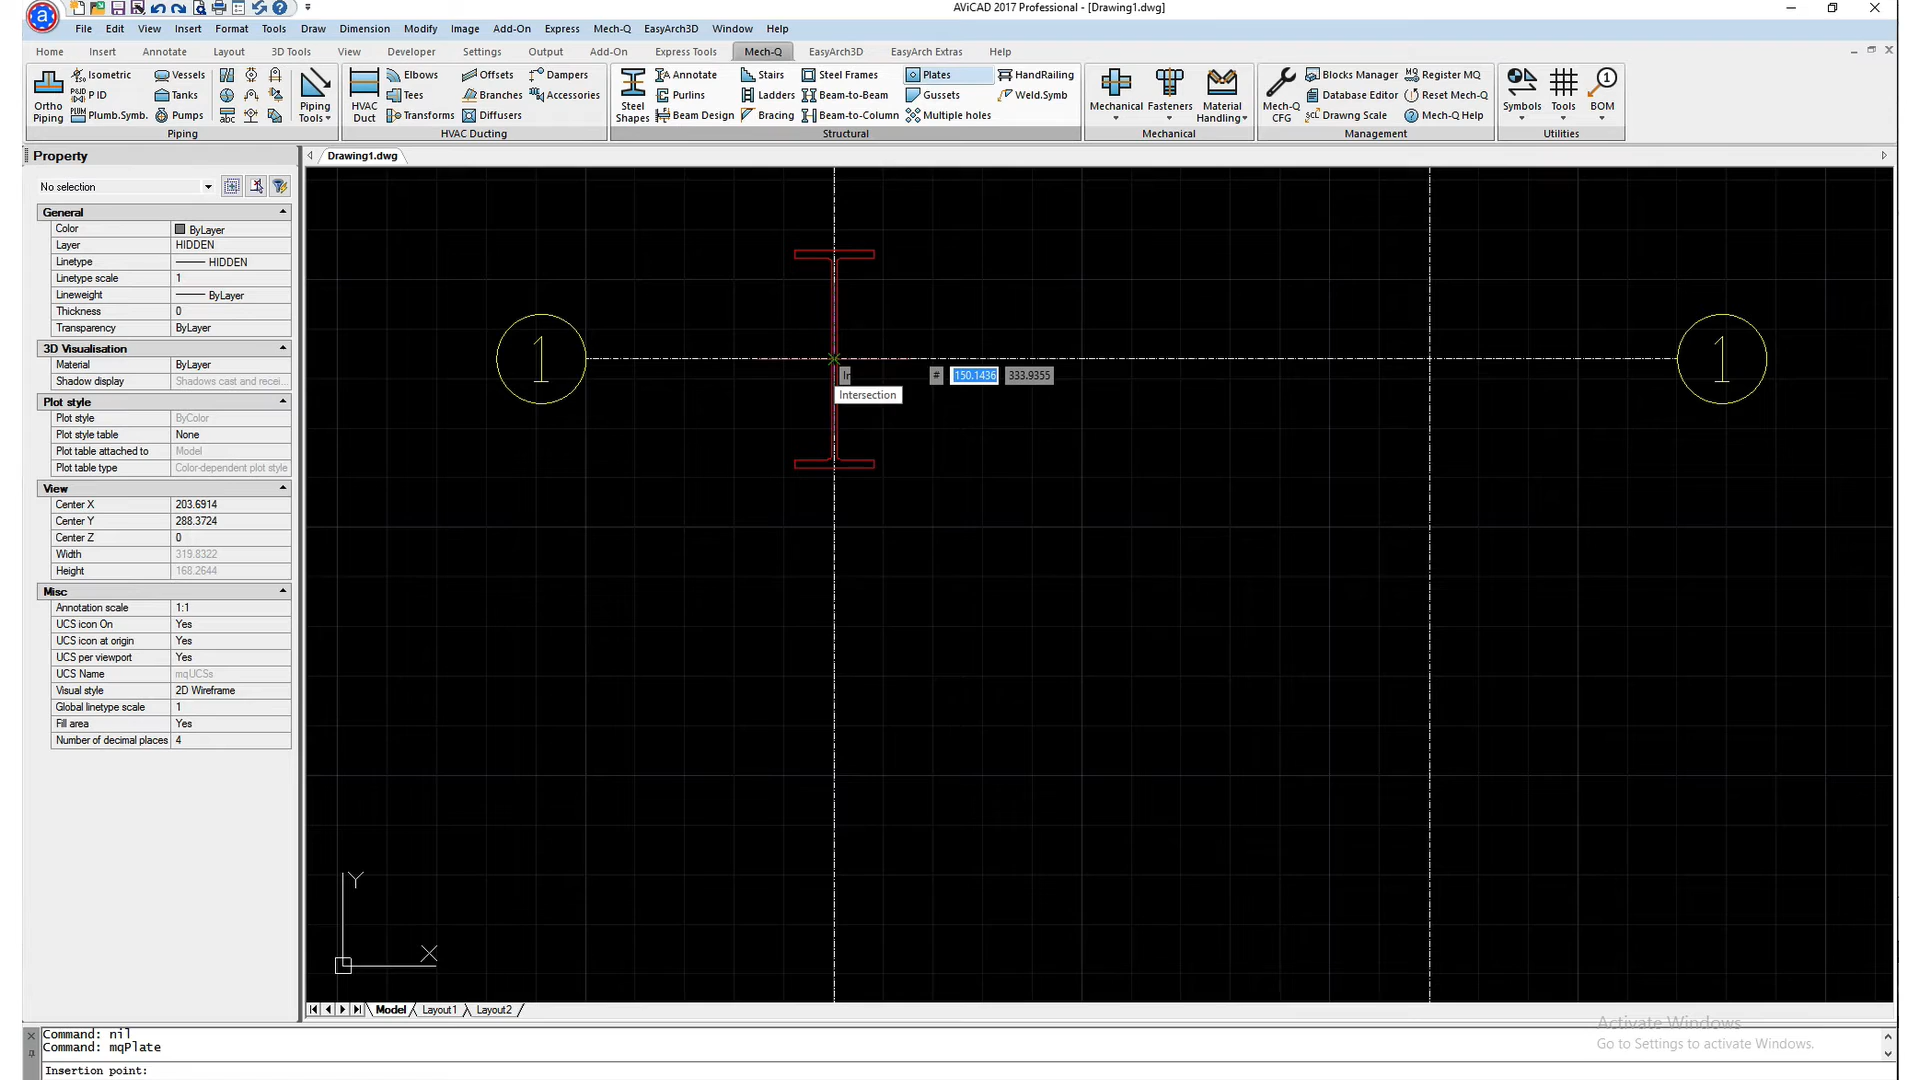 AViCAD 2017 Professional - [Drawing1.dwg]
File Edit View Insert Format Tools Draw Dimension Modify Image Add-On Express Mech-Q EasyArch3D Window Help
Home Insert Annotate Layout 3D Tools View Developer Settings Output Add-On Express Tools Mech-Q EasyArch3D EasyArch Extras Help
Ortho Piping
Isometric
P ID
Plumb.Symb.
Vessels
Tanks
Pumps
abc
Piping Tools
Piping
HVAC Duct
Elbows
Tees
Transforms
Offsets
Branches
Diffusers
Dampers
Accessories
HVAC Ducting
Steel Shapes
Annotate
Purlins
Beam Design
Stairs
Ladders
Bracing
Steel Frames
Beam-to-Beam
Beam-to-Column
Plates
Gussets
Multiple holes
HandRailing
Weld.Symb
Structural
Mechanical
Fasteners
Material Handling
Mechanical
Mech-Q CFG
Blocks Manager
Database Editor
Drawng Scale
Register MQ
Reset Mech-Q
Mech-Q Help
Management
Symbols
Tools
BOM
Utilities
Property
Drawing1.dwg
No selection
General
Color ByLayer
Layer HIDDEN
Linetype HIDDEN
Linetype scale 1
Lineweight ByLayer
Thickness 0
Transparency ByLayer
3D Visualisation
Material ByLayer
Shadow display Shadows cast and recei...
Plot style
Plot style ByColor
Plot style table None
Plot table attached to Model
Plot table type Color-dependent plot style
View
Center X 203.6914
Center Y 288.3724
Center Z 0
Width 319.8322
Height 168.2644
Misc
Annotation scale 1:1
UCS icon On Yes
UCS icon at origin Yes
UCS per viewport Yes
UCS Name mqUCSs
Visual style 2D Wireframe
Global linetype scale 1
Fill area Yes
Number of decimal places 4
1
1
# 150.1436 333.9355
Intersection
Y
X
Model Layout1 Layout2
Command: nil
Command: mqPlate
Insertion point:
Activate Windows
Go to Settings to activate Windows.